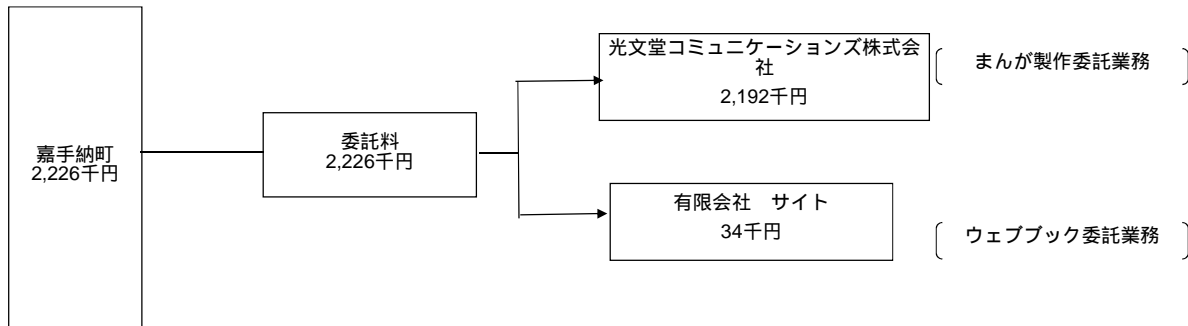 嘉手納町
2,226千円
委託料
2,226千円
光文堂コミュニケーションズ株式会
社
2,192千円
まんが製作委託業務
有限会社　サイト
34千円
ウェブブック委託業務